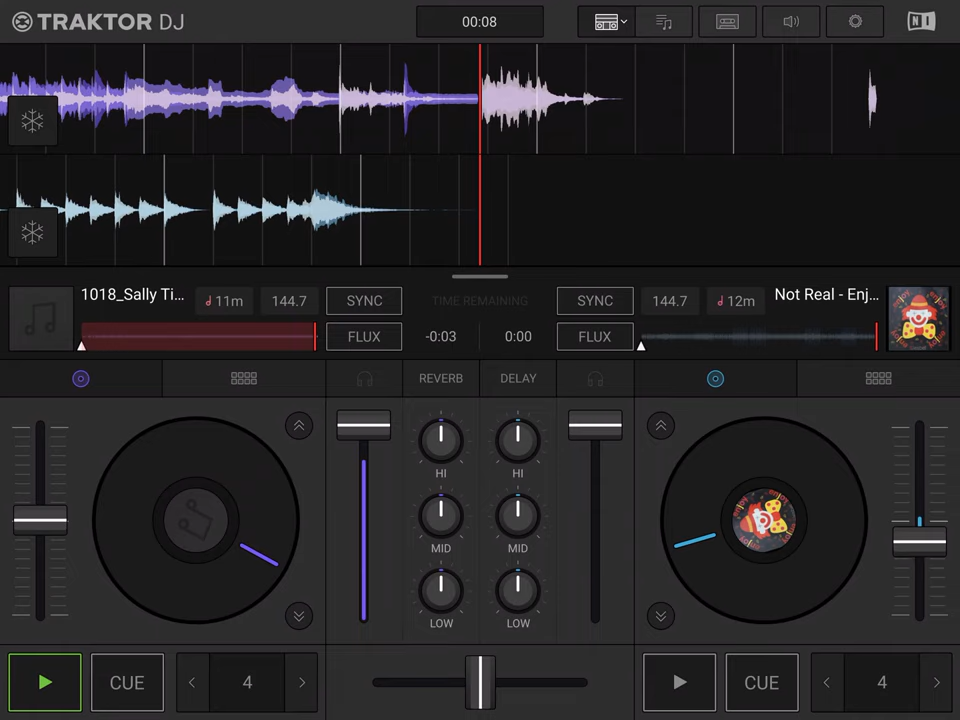 TRAKTOR DJ
00:08
1018_Sally Ti...
11m
144.7
SYNC
FLUX
TIME REMAINING
-0:03
0:00
SYNC
FLUX
144.7
12m
Not Real - Enj...
REVERB
DELAY
HI
HI
MID
MID
LOW
LOW
CUE
4
CUE
4